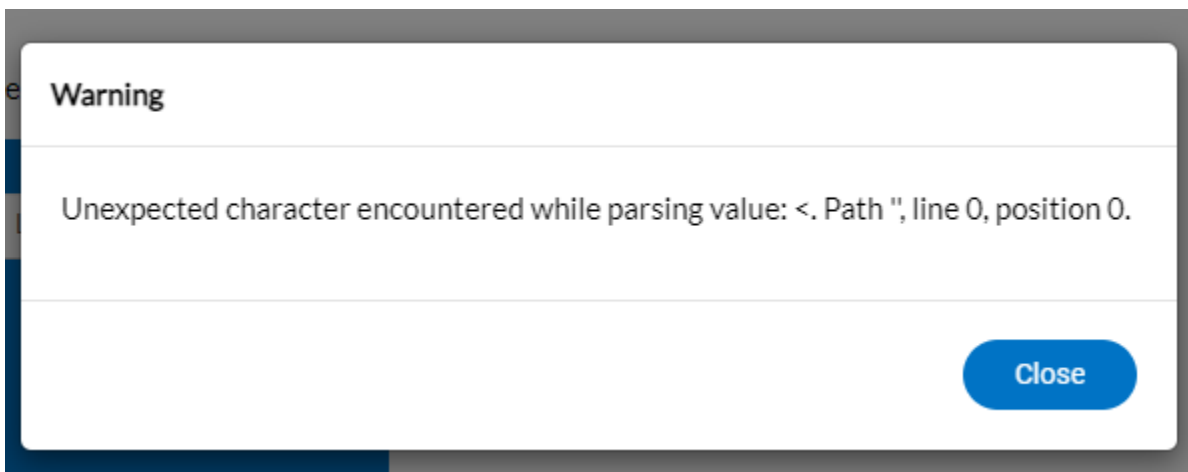 Warning
Unexpected character encountered while parsing value: <. Path '', line 0, position 0.
Close